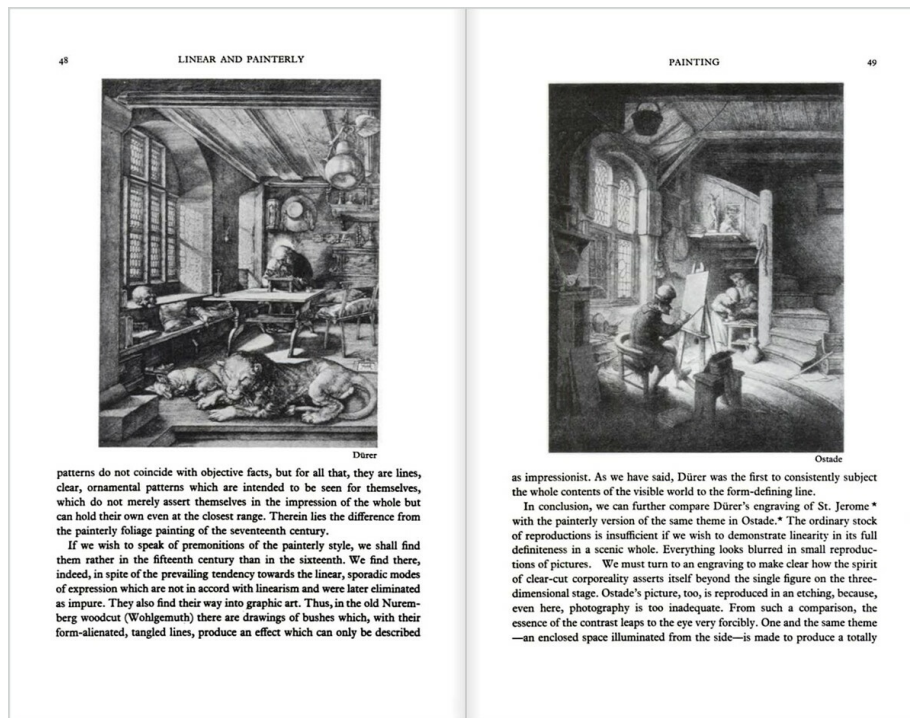 48
LINEAR AND PAINTERLY
Dürer
patterns do not coincide with objective facts, but for all that, they are lines,
clear, ornamental patterns which are intended to be seen for themselves,
which do not merely assert themselves in the impression of the whole but
can hold their own even at the closest range. Therein lies the difference from
the painterly foliage painting of the seventeenth century.
If we wish to speak of premonitions of the painterly style, we shall find
them rather in the fifteenth century than in the sixteenth. We find there,
indeed, in spite of the prevailing tendency towards the linear, sporadic modes
of expression which are not in accord with linearism and were later eliminated
as impure. They also find their way into graphic art. Thus, in the old Nurem-
berg woodcut (Wohlgemuth) there are drawings of bushes which, with their
form-alienated, tangled lines, produce an effect which can only be described
PAINTING
49
Ostade
as impressionist. As we have said, Dürer was the first to consistently subject
the whole contents of the visible world to the form-defining line.
In conclusion, we can further compare Dürer's engraving of St. Jerome*
with the painterly version of the same theme in Ostade.* The ordinary stock
of reproductions is insufficient if we wish to demonstrate linearity in its full
definiteness in a scenic whole. Everything looks blurred in small reproduc-
tions of pictures. We must turn to an engraving to make clear how the spirit
of clear-cut corporeality asserts itself beyond the single figure on the three-
dimensional stage. Ostade's picture, too, is reproduced in an etching, because,
even here, photography is too inadequate. From such a comparison, the
essence of the contrast leaps to the eye very forcibly. One and the same theme
—an enclosed space illuminated from the side—is made to produce a totally